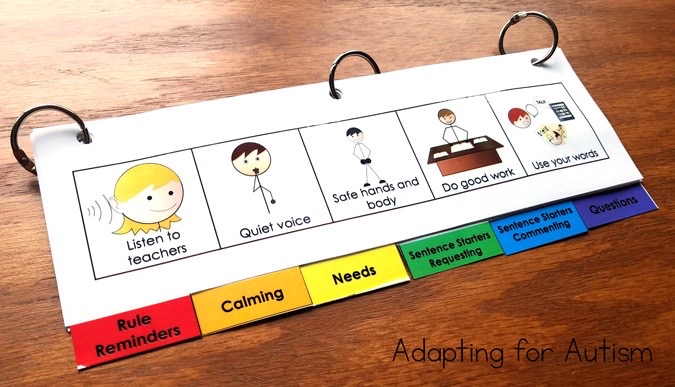 Listen to
teachers
Quiet voice
Safe hands and
body
Do good work
TALK
Use your words
Rule
Reminders
Calming
Needs
Sentence Starters
Requesting
Sentence Starters
Commenting
Questions
Adapting for Autism